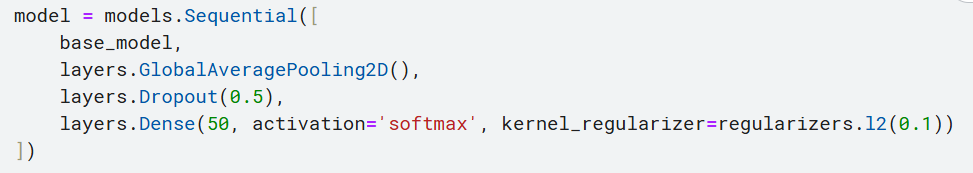 model = models.Sequential([
    base_model,
    layers.GlobalAveragePooling2D(),
    layers.Dropout(0.5),
    layers.Dense(50, activation='softmax', kernel_regularizer=regularizers.l2(0.1))
])